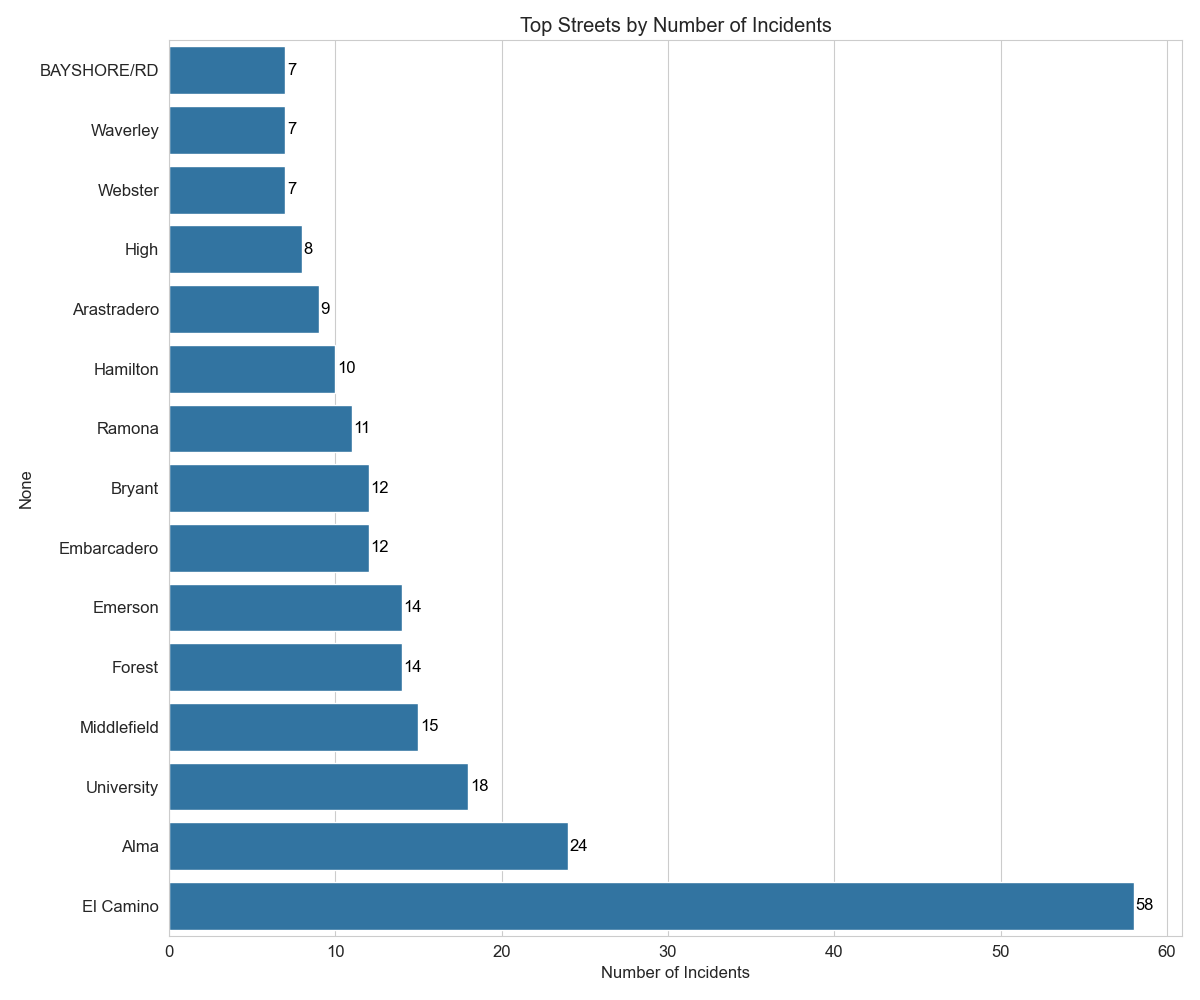 Top Streets by Number of Incidents
BAYSHORE/RD 7
Waverley 7
Webster 7
High 8
Arastradero 9
Hamilton 10
Ramona 11
Bryant 12
Embarcadero 12
Emerson 14
Forest 14
Middlefield 15
University 18
Alma 24
El Camino 58
None
0 10 20 30 40 50 60
Number of Incidents